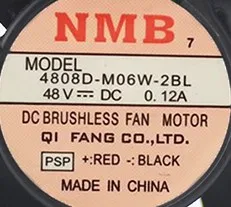 NMB 7
MODEL
4808D-M06W-2BL
48V⎓DC 0.12A
DC BRUSHLESS FAN MOTOR
QI FANG CO.,LTD.
PSP +:RED -:BLACK
MADE IN CHINA